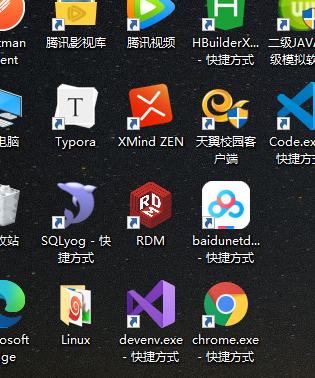 tman
腾讯影视库
腾讯视频
HBuilderX...
二级JAVA
ent
- 快捷方式
级模拟软
T
电脑
Typora
XMind ZEN
天翼校园客
户端
Code.ex
快捷方式
收站
SQLyog - 快
捷方式
RDM
RDM
baidunetd...
- 快捷方式
osoft
ge
Linux
devenv.exe
- 快捷方式
chrome.exe
- 快捷方式